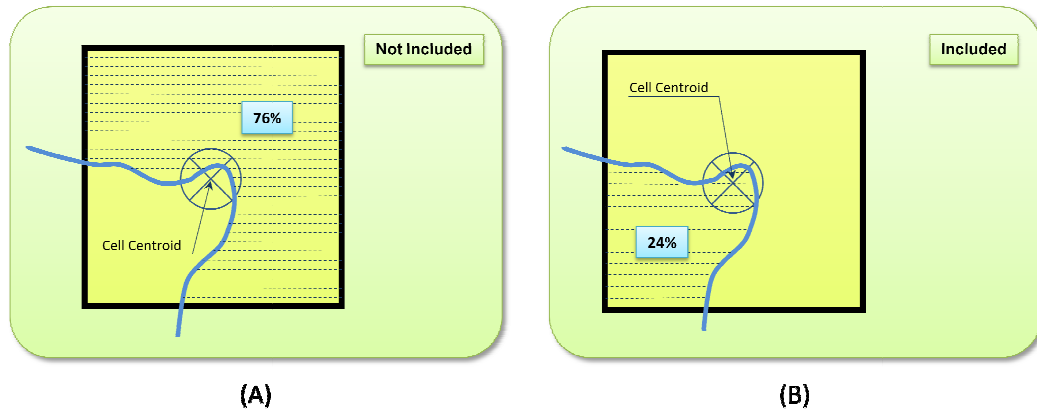 Not Included
76%
Cell Centroid
(A)
Included
Cell Centroid
24%
(B)